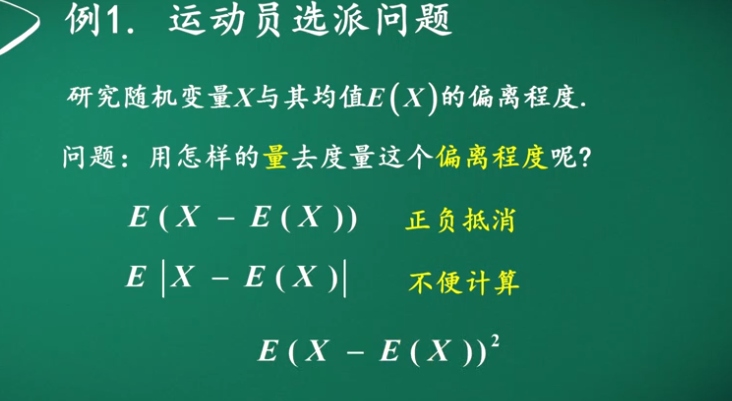 例1. 运动员选派问题
研究随机变量X与其均值E(X)的偏离程度.
问题：用怎样的量去度量这个偏离程度呢?
E(X - E(X)) 正负抵消
E|X - E(X)| 不便计算
E(X - E(X))²